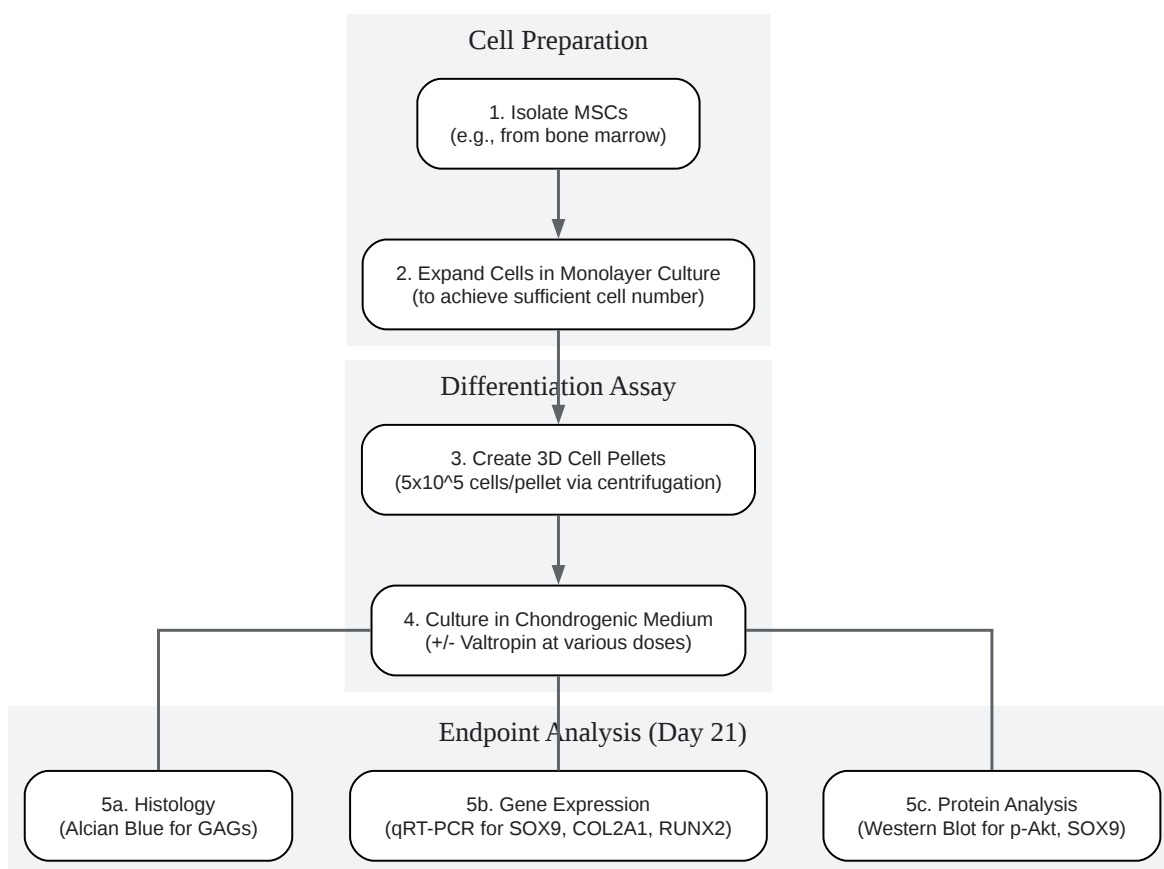 Cell Preparation
1. Isolate MSCs
(e.g., from bone marrow)
2. Expand Cells in Monolayer Culture
(to achieve sufficient cell number)
Differentiation Assay
3. Create 3D Cell Pellets
(5x10^5 cells/pellet via centrifugation)
4. Culture in Chondrogenic Medium
(+/- Valtropin at various doses)
Endpoint Analysis (Day 21)
5a. Histology
(Alcian Blue for GAGs)
5b. Gene Expression
(qRT-PCR for SOX9, COL2A1, RUNX2)
5c. Protein Analysis
(Western Blot for p-Akt, SOX9)